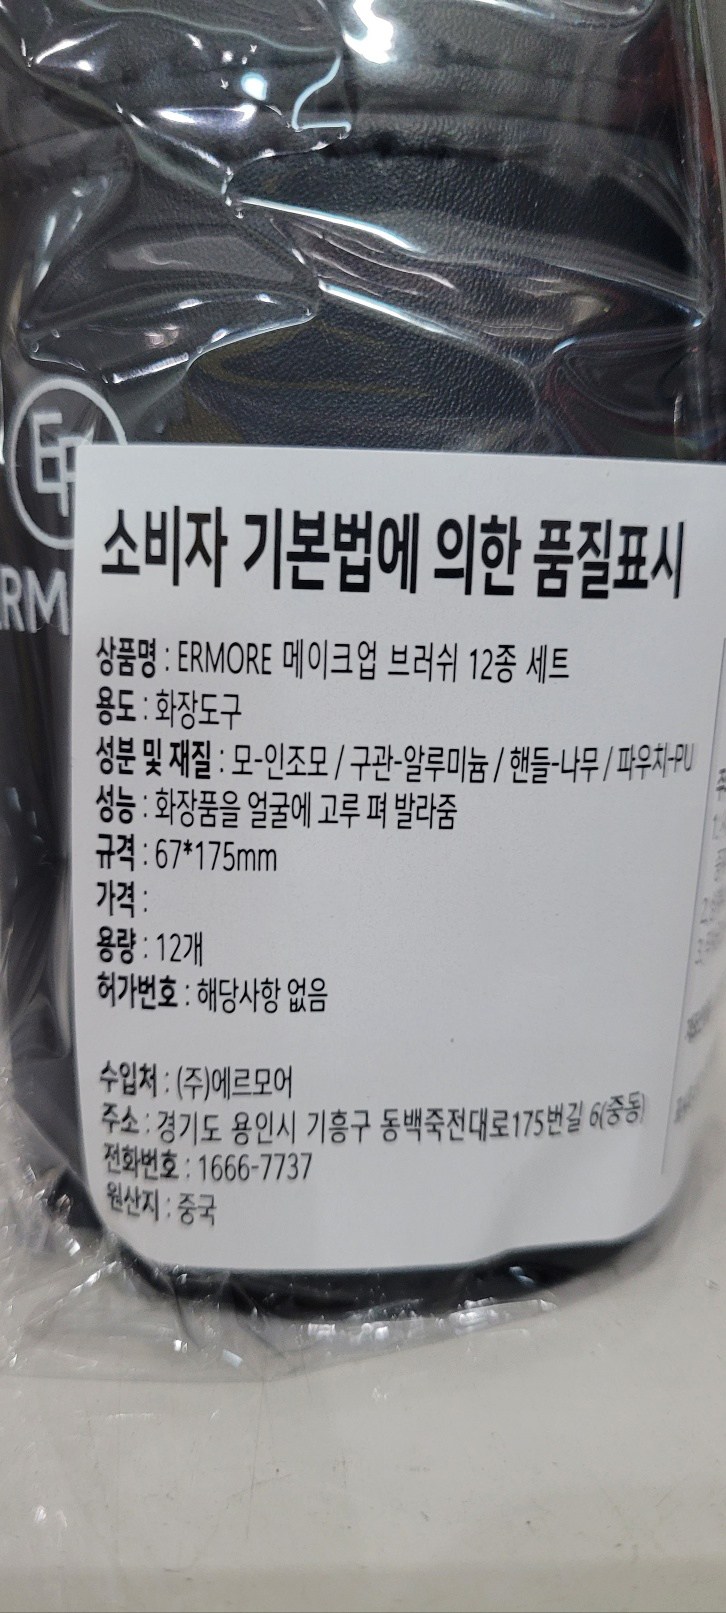 소비자 기본법에 의한 품질표시
상품명 : ERMORE 메이크업 브러쉬 12종 세트
용도 : 화장도구
성분 및 재질 : 모-인조모 / 구관-알루미늄 / 핸들-나무 / 파우치-PU
성능 : 화장품을 얼굴에 고루 펴 발라줌
규격 : 67*175mm
가격 :
용량 : 12개
허가번호 : 해당사항 없음
수입처 : (주)에르모어
주소 : 경기도 용인시 기흥구 동백죽전대로175번길 6(중동)
전화번호 : 1666-7737
원산지 : 중국